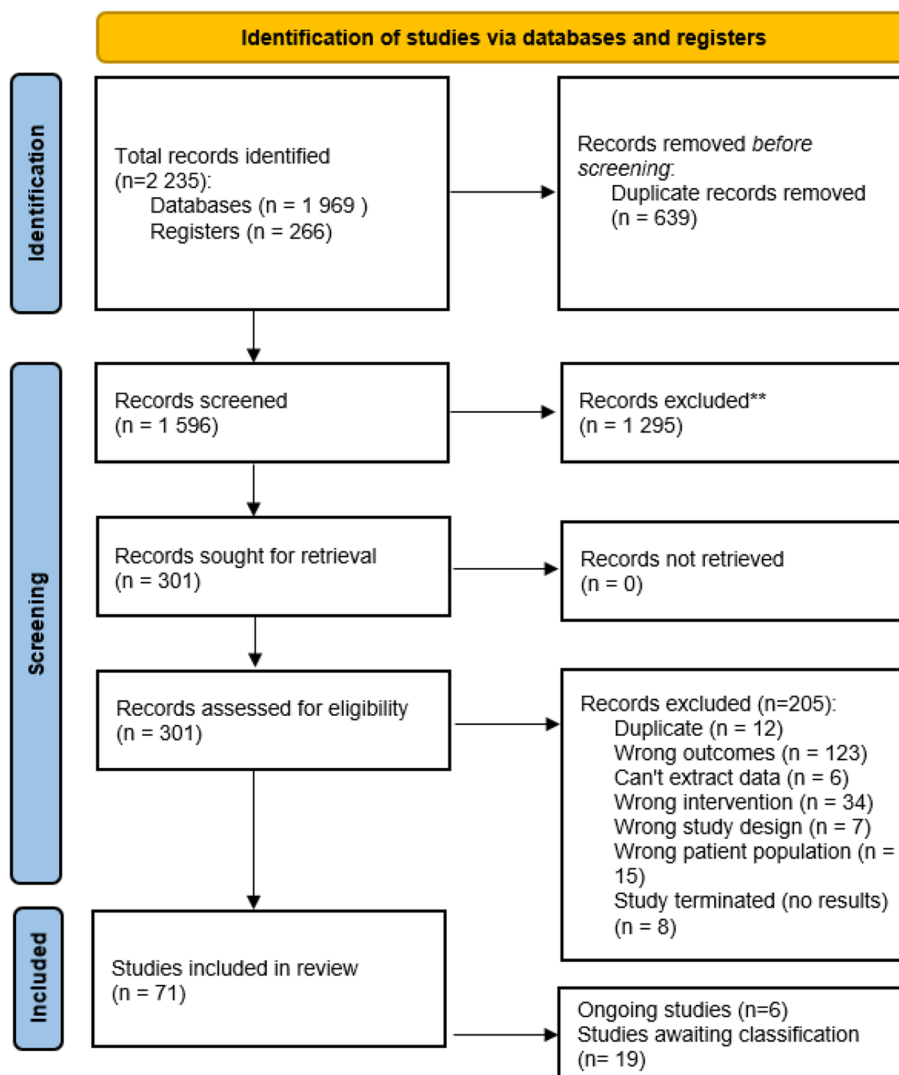 Identification of studies via databases and registers
Identification
Total records identified
(n=2 235):
Databases (n = 1 969 )
Registers (n = 266)
Records removed before
screening:
Duplicate records removed
(n = 639)
Screening
Records screened
(n = 1 596)
Records excluded**
(n = 1 295)
Records sought for retrieval
(n = 301)
Records not retrieved
(n = 0)
Records assessed for eligibility
(n = 301)
Records excluded (n=205):
Duplicate (n = 12)
Wrong outcomes (n = 123)
Can't extract data (n = 6)
Wrong intervention (n = 34)
Wrong study design (n = 7)
Wrong patient population (n =
15)
Study terminated (no results)
(n = 8)
Included
Studies included in review
(n = 71)
Ongoing studies (n=6)
Studies awaiting classification
(n= 19)